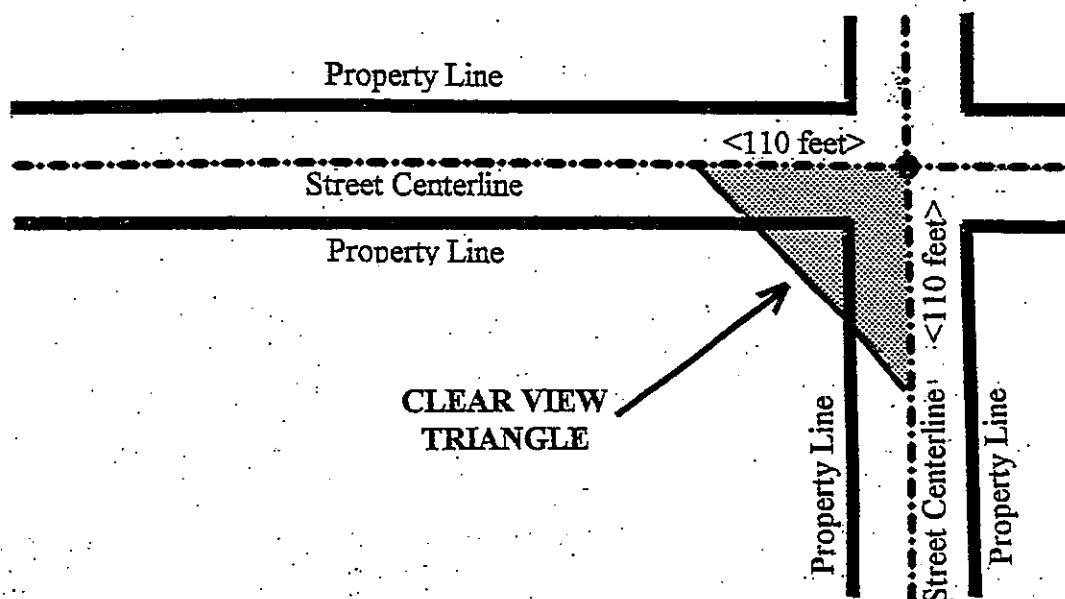 Property Line
<110 feet>
Street Centerline
Property Line
<110 feet>
CLEAR VIEW
TRIANGLE
Property Line
Street Centerline
Property Line